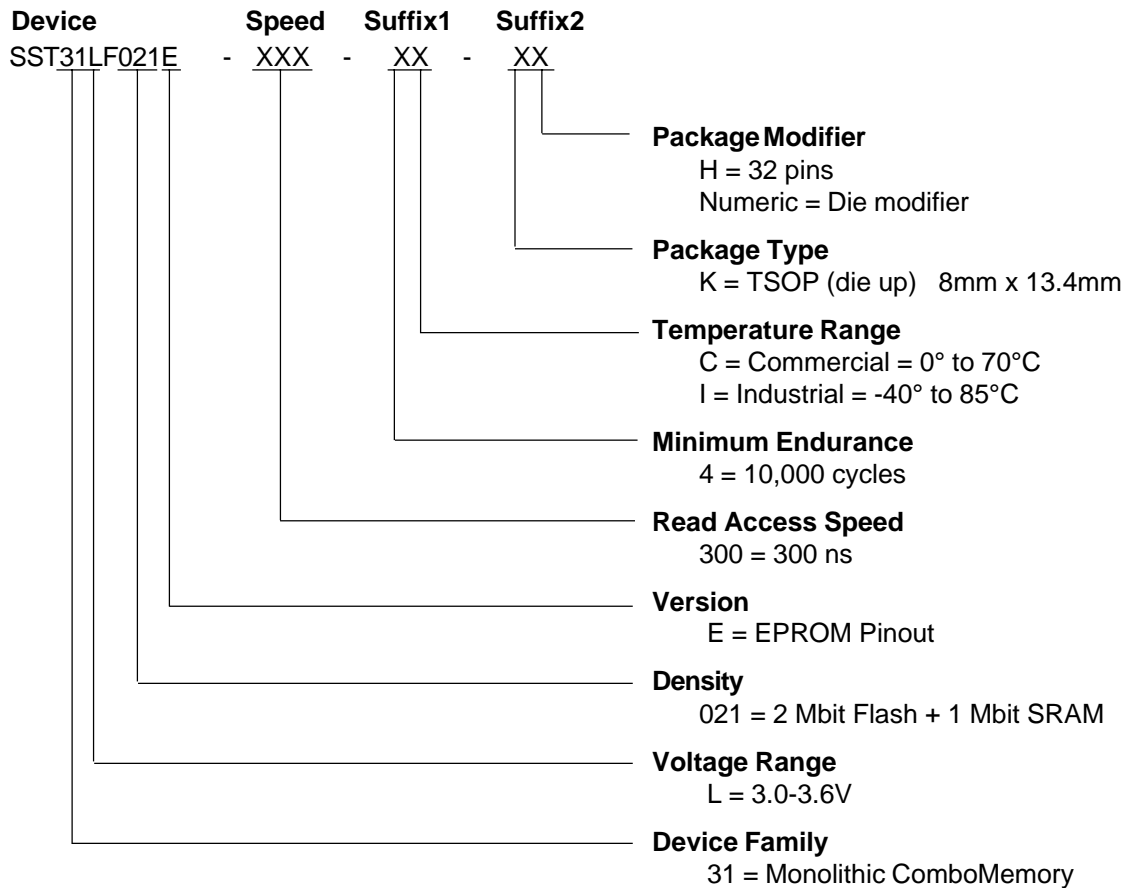 Device Speed Suffix1 Suffix2
SST31LF021E - XXX - XX - XX
Package Modifier
H = 32 pins
Numeric = Die modifier
Package Type
K = TSOP (die up) 8mm x 13.4mm
Temperature Range
C = Commercial = 0° to 70°C
I = Industrial = -40° to 85°C
Minimum Endurance
4 = 10,000 cycles
Read Access Speed
300 = 300 ns
Version
E = EPROM Pinout
Density
021 = 2 Mbit Flash + 1 Mbit SRAM
Voltage Range
L = 3.0-3.6V
Device Family
31 = Monolithic ComboMemory